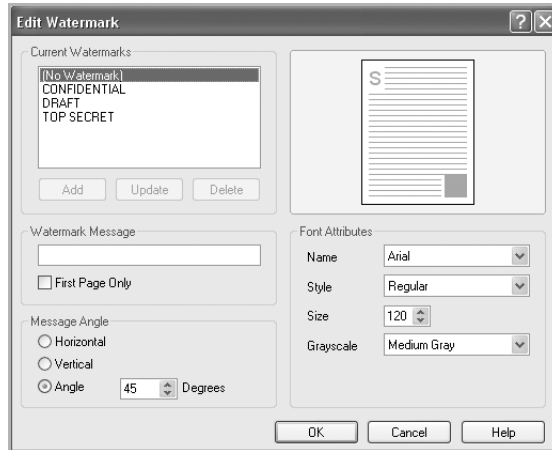 Edit Watermark
Current Watermarks
(No Watermark)
CONFIDENTIAL
DRAFT
TOP SECRET
Add Update Delete
S
Watermark Message
First Page Only
Message Angle
Horizontal
Vertical
Angle 45 Degrees
Font Attributes
Name Arial
Style Regular
Size 120
Grayscale Medium Gray
OK Cancel Help